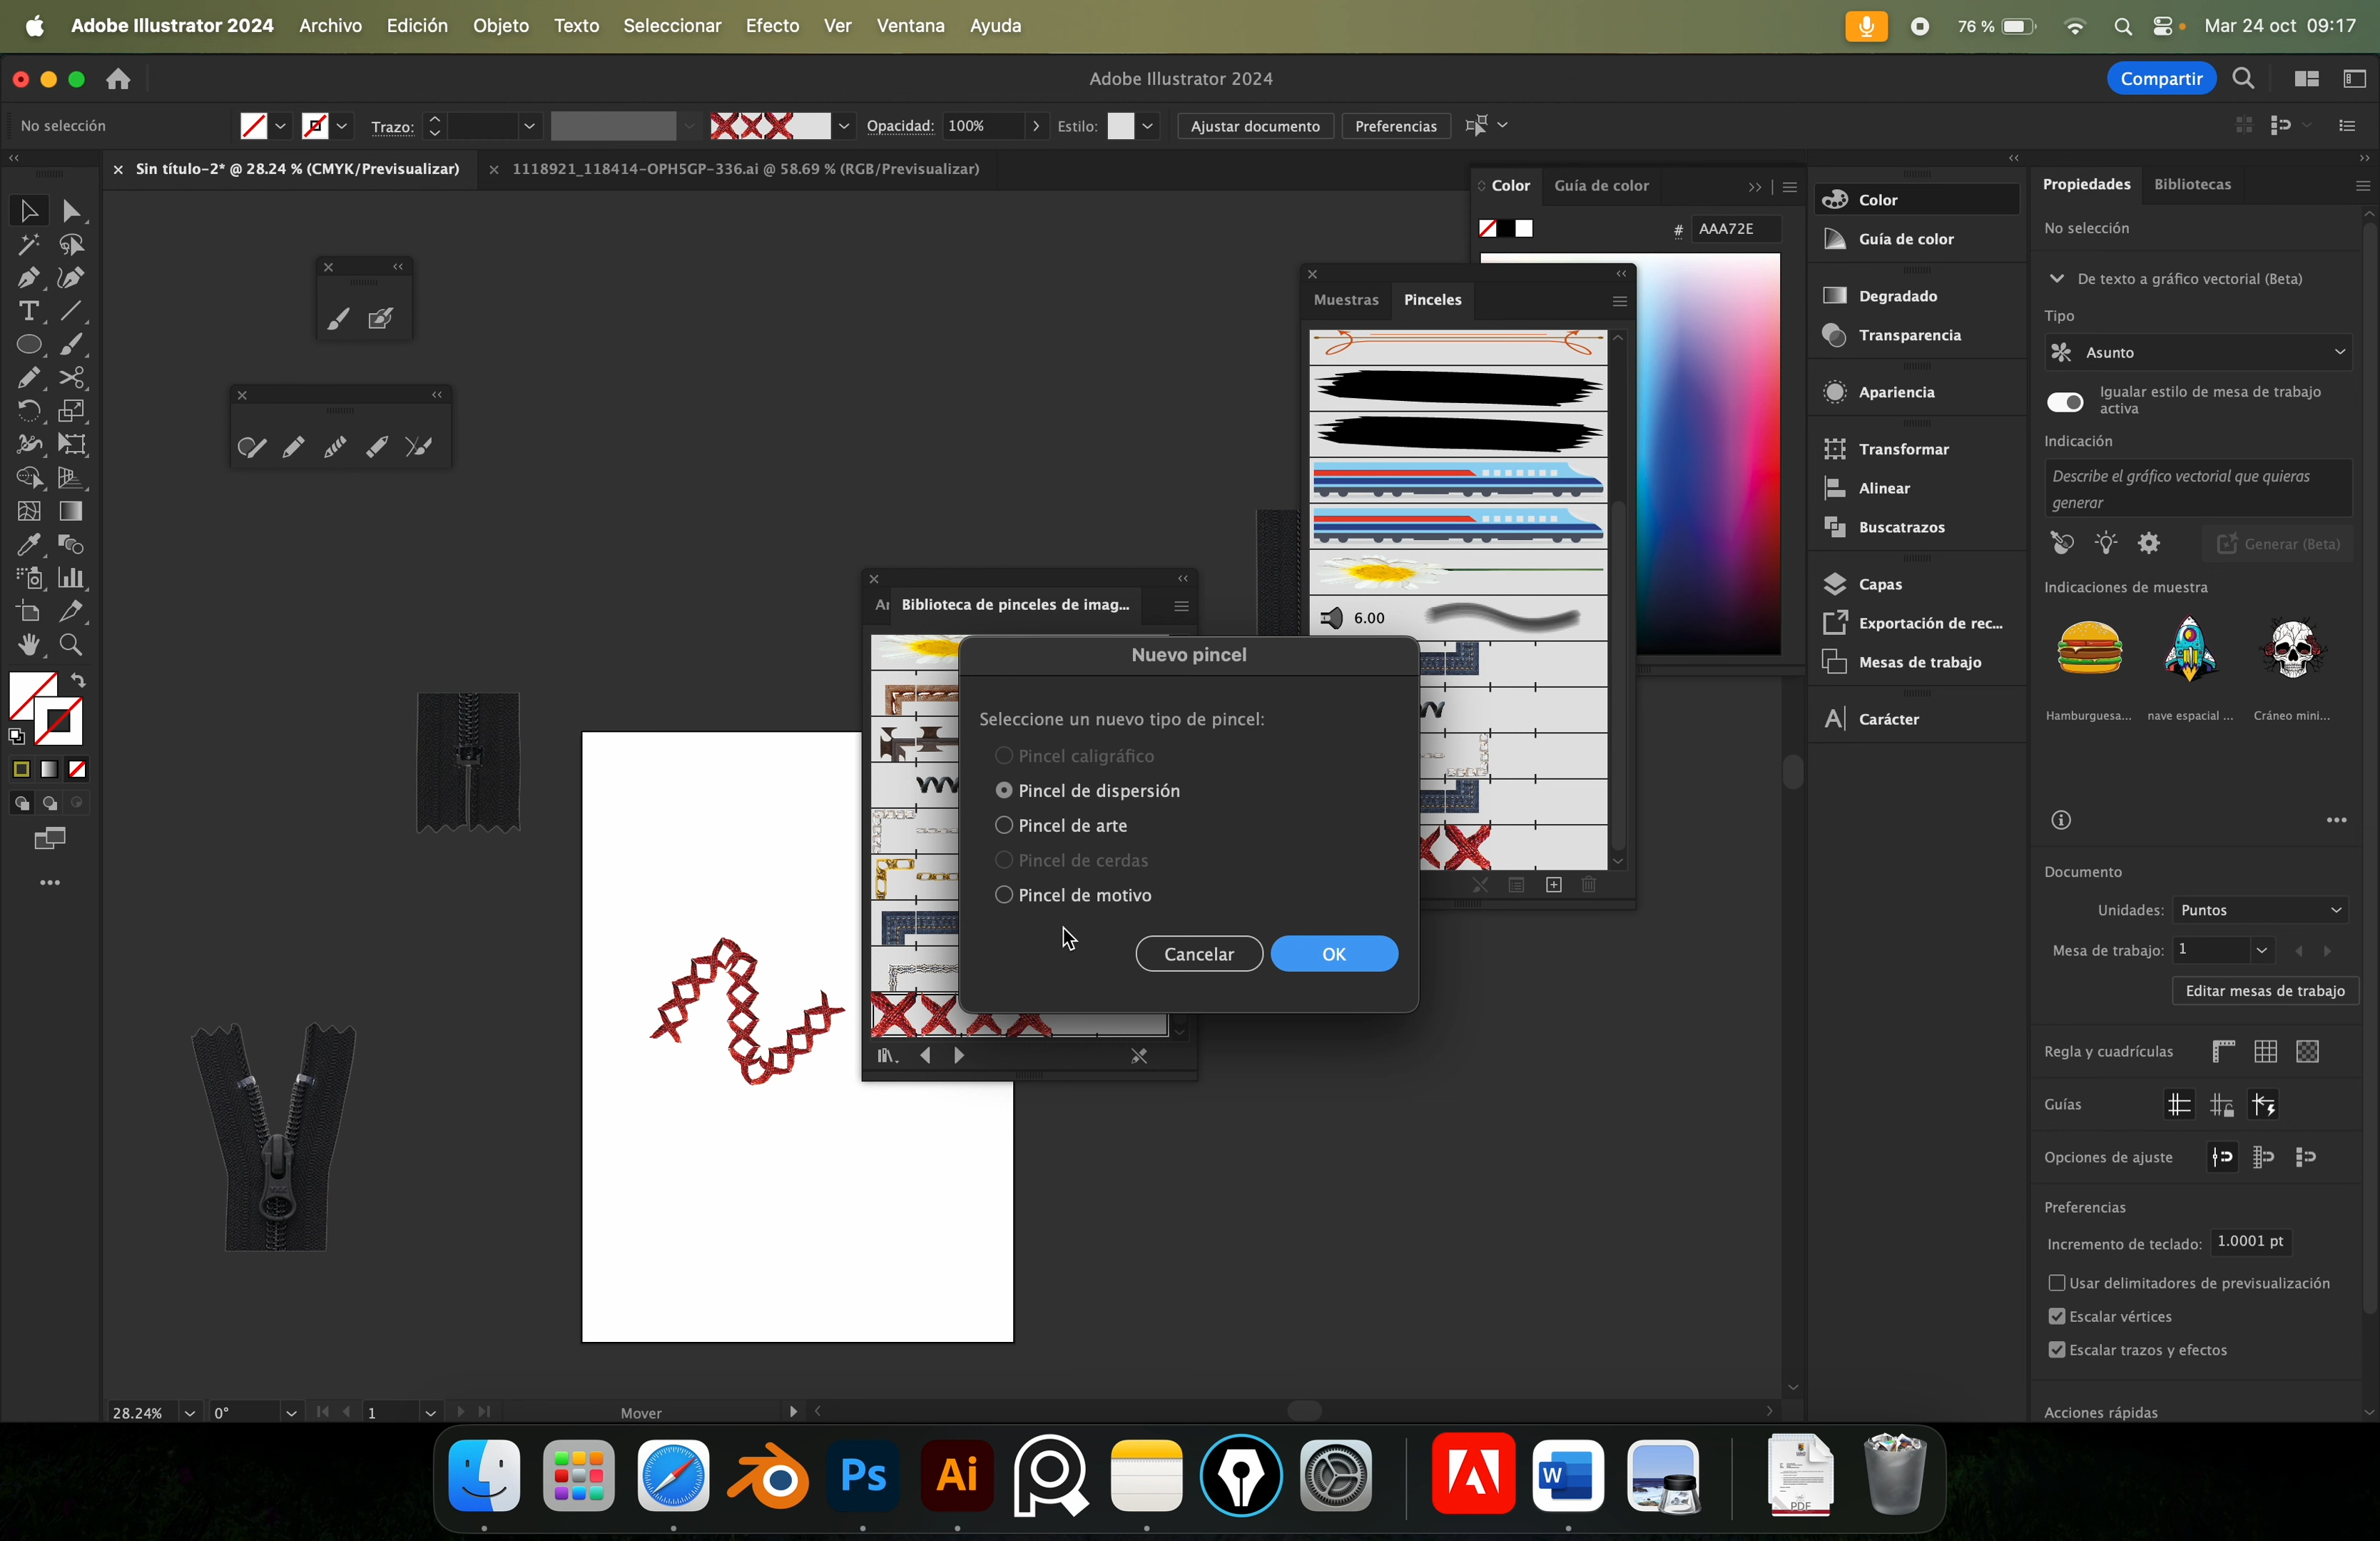 Adobe Illustrator 2024 Archivo Edición Objeto Texto Seleccionar Efecto Ver Ventana Ayuda 76 % Mar 24 oct 09:17
Adobe Illustrator 2024 Compartir
No selección Trazo: Opacidad: 100% Estilo: Ajustar documento Preferencias
Sin título-2* @ 28.24 % (CMYK/Previsualizar) 1118921_118414-OPH5GP-336.ai @ 58.69 % (RGB/Previsualizar)
Color Guía de color
# AAA72E
Muestras Pinceles
6.00
Biblioteca de pinceles de imag...
Nuevo pincel
Seleccione un nuevo tipo de pincel:
Pincel caligráfico
Pincel de dispersión
Pincel de arte
Pincel de cerdas
Pincel de motivo
Cancelar OK
Color
Guía de color
Degradado
Transparencia
Apariencia
Transformar
Alinear
Buscatrazos
Capas
Exportación de rec...
Mesas de trabajo
Carácter
Propiedades Bibliotecas
No selección
De texto a gráfico vectorial (Beta)
Tipo
Asunto
Igualar estilo de mesa de trabajo
activa
Indicación
Describe el gráfico vectorial que quieras
generar
Generar (Beta)
Indicaciones de muestra
Hamburguesa... nave espacial ... Cráneo mini...
Documento
Unidades: Puntos
Mesa de trabajo: 1
Editar mesas de trabajo
Regla y cuadrículas
Guías
Opciones de ajuste
Preferencias
Incremento de teclado: 1.0001 pt
Usar delimitadores de previsualización
Escalar vértices
Escalar trazos y efectos
Acciones rápidas
28.24% 0° 1 Mover
Ps Ai W PDF